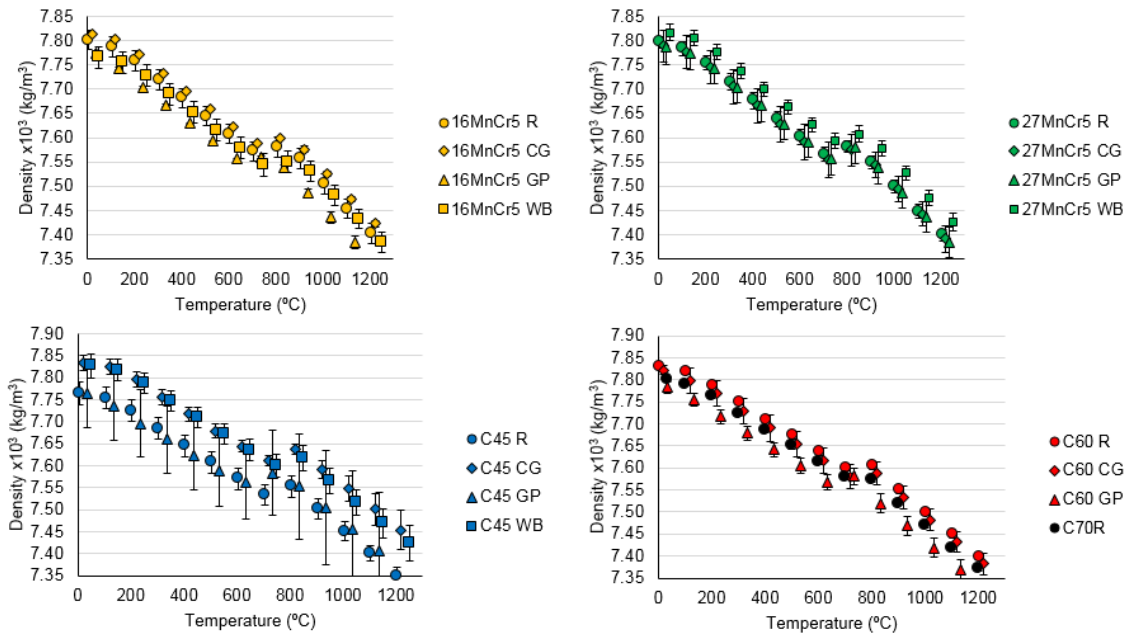 7.85
7.80
7.75
7.70
7.65
7.60
7.55
7.50
7.45
7.40
7.35
Density x10³ (kg/m³)
0 200 400 600 800 1000 1200
Temperature (ºC)
16MnCr5 R
16MnCr5 CG
16MnCr5 GP
16MnCr5 WB
7.85
7.80
7.75
7.70
7.65
7.60
7.55
7.50
7.45
7.40
7.35
Density x10³ (kg/m³)
0 200 400 600 800 1000 1200
Temperature (ºC)
27MnCr5 R
27MnCr5 CG
27MnCr5 GP
27MnCr5 WB
7.90
7.85
7.80
7.75
7.70
7.65
7.60
7.55
7.50
7.45
7.40
7.35
Density x10³ (kg/m³)
0 200 400 600 800 1000 1200
Temperature (ºC)
C45 R
C45 CG
C45 GP
C45 WB
7.90
7.85
7.80
7.75
7.70
7.65
7.60
7.55
7.50
7.45
7.40
7.35
Density x10³ (kg/m³)
0 200 400 600 800 1000 1200
Temperature (ºC)
C60 R
C60 CG
C60 GP
C70R